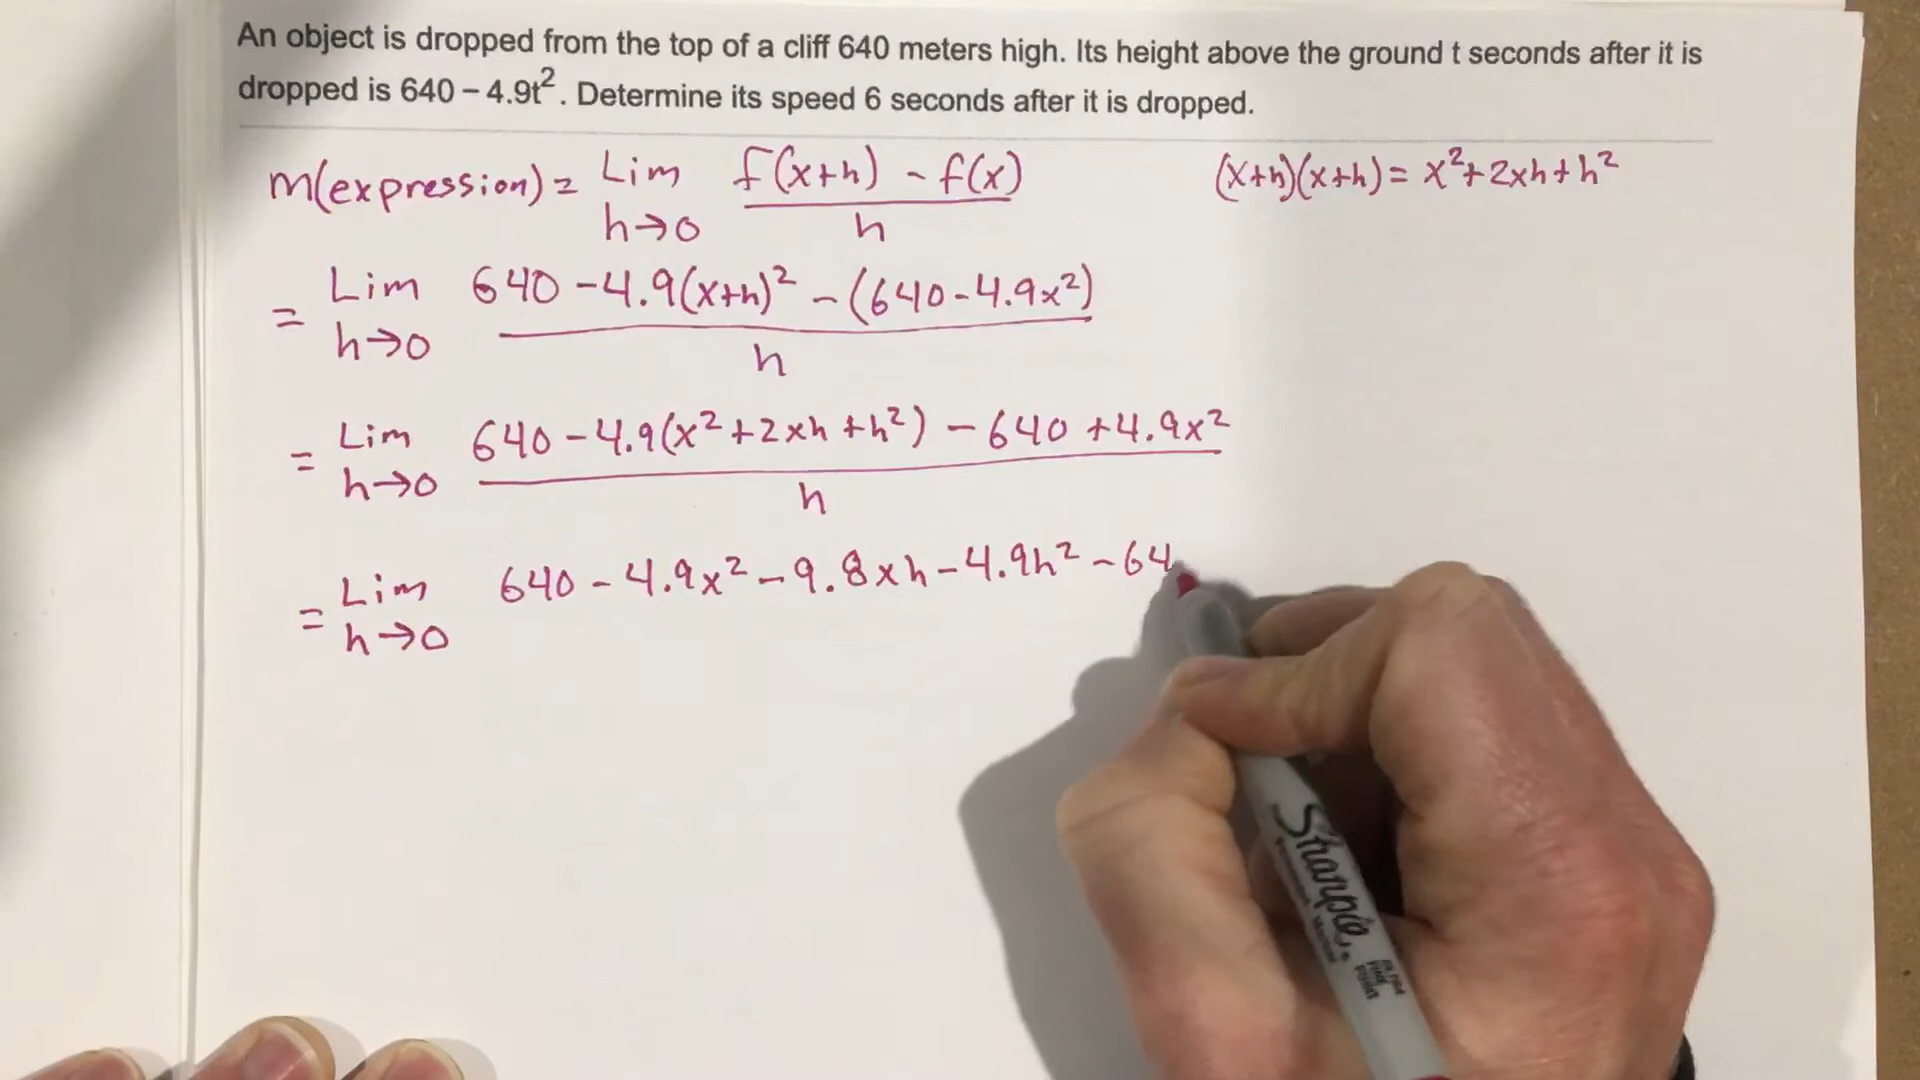 An object is dropped from the top of a cliff 640 meters high. Its height above the ground t seconds after it is
dropped is 640 – 4.9t². Determine its speed 6 seconds after it is dropped.
m(expression) = Lim f(x+h) - f(x)
h→0 h
(x+h)(x+h) = x²+2xh+h²
= Lim 640 -4.9(x+h)² - (640-4.9x²)
h→0 h
= Lim 640 -4.9(x²+2xh+h²) - 640 +4.9x²
h→0 h
= Lim 640 - 4.9x² - 9.8xh - 4.9h² - 64
h→0
Sharpie.